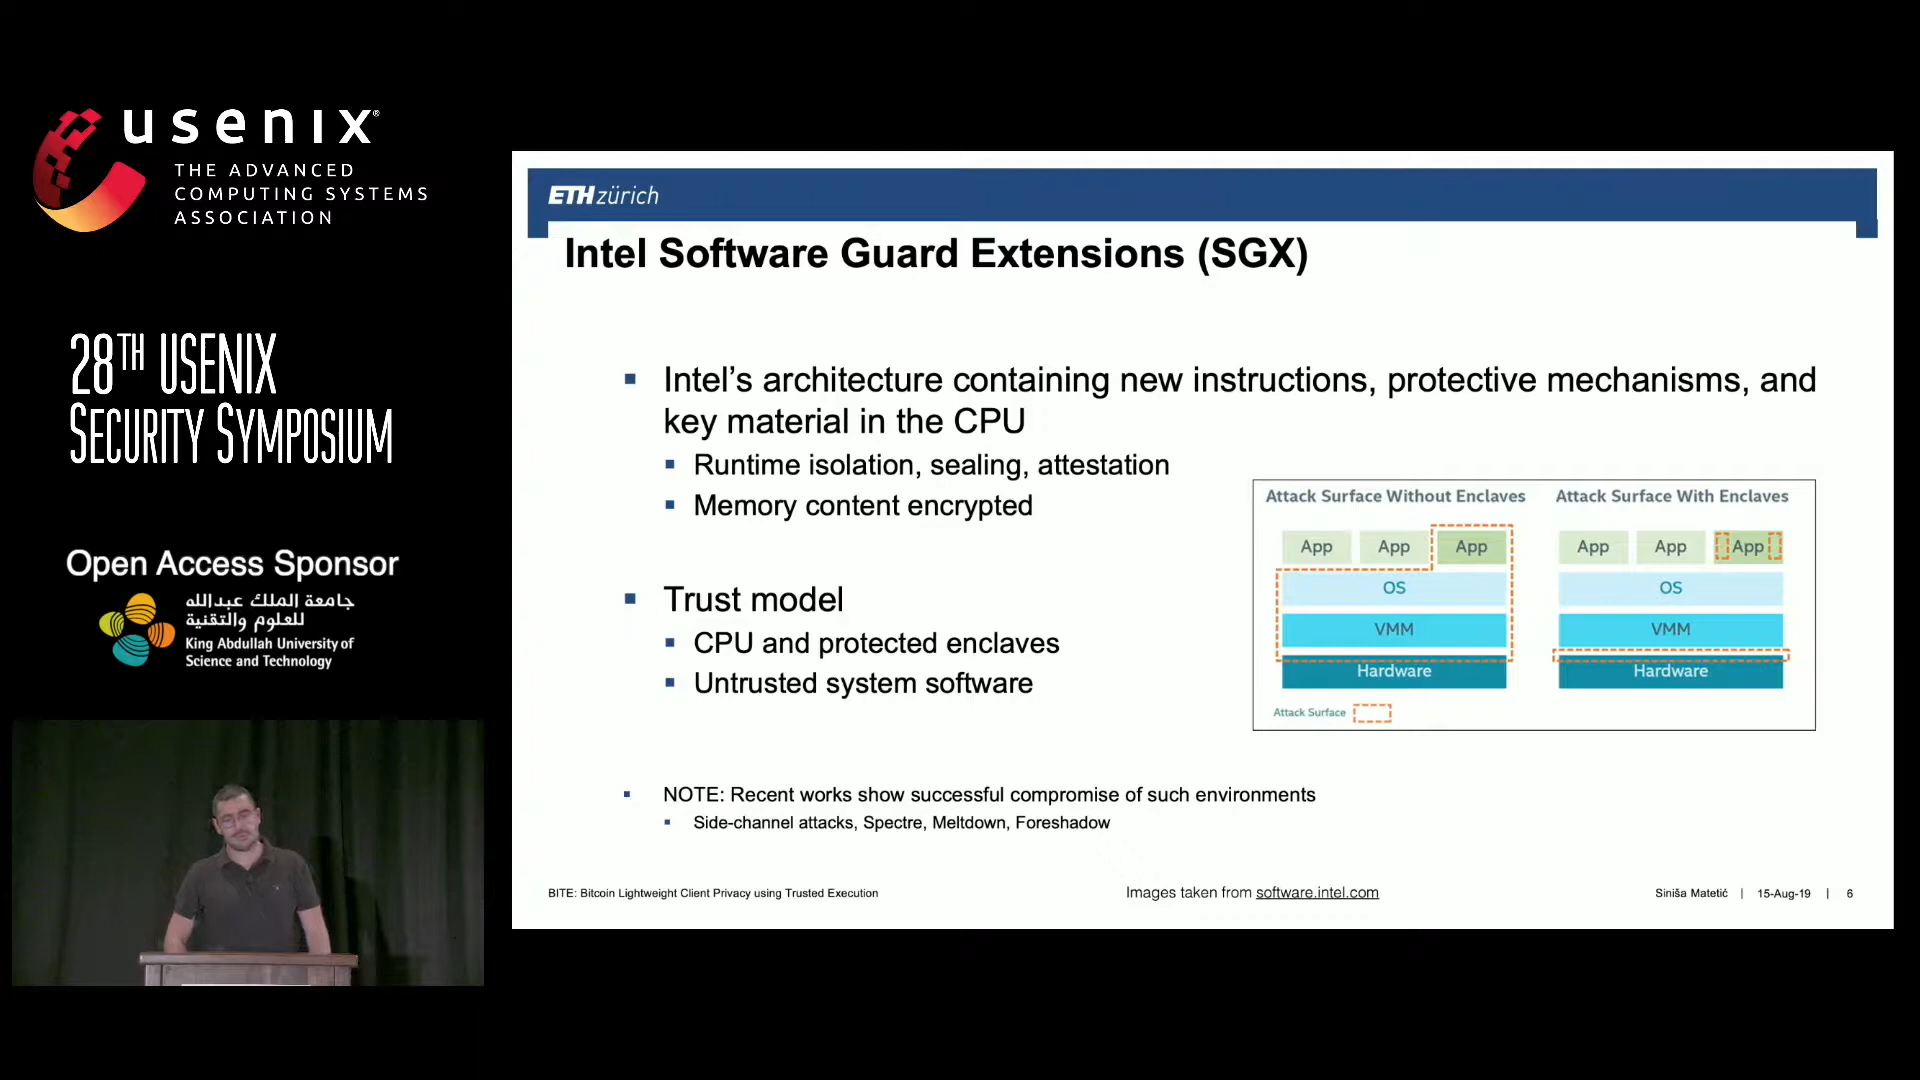 usenix®
THE ADVANCED
COMPUTING SYSTEMS
ASSOCIATION
28TH USENIX
SECURITY SYMPOSIUM
Open Access Sponsor
جامعة الملك عبدالله
للعلوم والتقنية
King Abdullah University of
Science and Technology
ETH zürich
Intel Software Guard Extensions (SGX)
▪ Intel’s architecture containing new instructions, protective mechanisms, and
key material in the CPU
▪ Runtime isolation, sealing, attestation
▪ Memory content encrypted
▪ Trust model
▪ CPU and protected enclaves
▪ Untrusted system software
Attack Surface Without Enclaves
App App App
OS
VMM
Hardware
Attack Surface
Attack Surface With Enclaves
App App App
OS
VMM
Hardware
▪ NOTE: Recent works show successful compromise of such environments
▪ Side-channel attacks, Spectre, Meltdown, Foreshadow
BITE: Bitcoin Lightweight Client Privacy using Trusted Execution
Images taken from software.intel.com
Siniša Matetić | 15-Aug-19 | 6